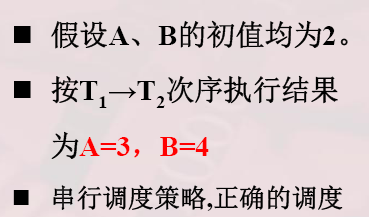 ■ 假设A、B的初值均为2。
■ 按T₁→T₂次序执行结果
为A=3，B=4
■ 串行调度策略,正确的调度